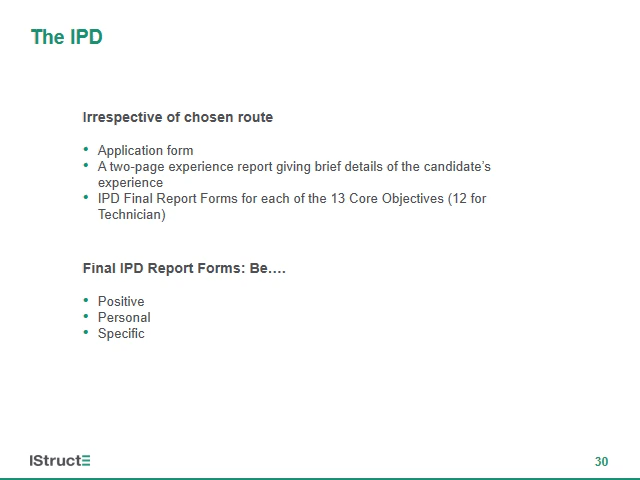 The IPD
Irrespective of chosen route
• Application form
• A two-page experience report giving brief details of the candidate’s
experience
• IPD Final Report Forms for each of the 13 Core Objectives (12 for
Technician)
Final IPD Report Forms: Be….
• Positive
• Personal
• Specific
IStructE
30